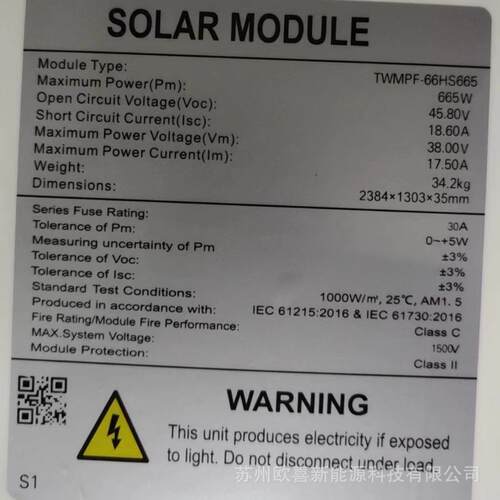 SOLAR MODULE
Module Type: TWMPF-66HS665
Maximum Power(Pm): 665W
Open Circuit Voltage(Voc): 45.80V
Short Circuit Current(Isc): 18.60A
Maximum Power Voltage(Vm): 38.00V
Maximum Power Current(Im): 17.50A
Weight: 34.2kg
Dimensions: 2384×1303×35mm
Series Fuse Rating: 30A
Tolerance of Pm: 0~+5W
Measuring uncertainty of Pm ±3%
Tolerance of Voc: ±3%
Tolerance of Isc: ±3%
Standard Test Conditions: 1000W/㎡, 25℃, AM1.5
Produced in accordance with: IEC 61215:2016 & IEC 61730:2016
Fire Rating/Module Fire Performance: Class C
MAX.System Voltage: 1500V
Module Protection: Class II
WARNING
This unit produces electricity if exposed
to light. Do not disconnect under load.
S1
苏州欧喜新能源科技有限公司